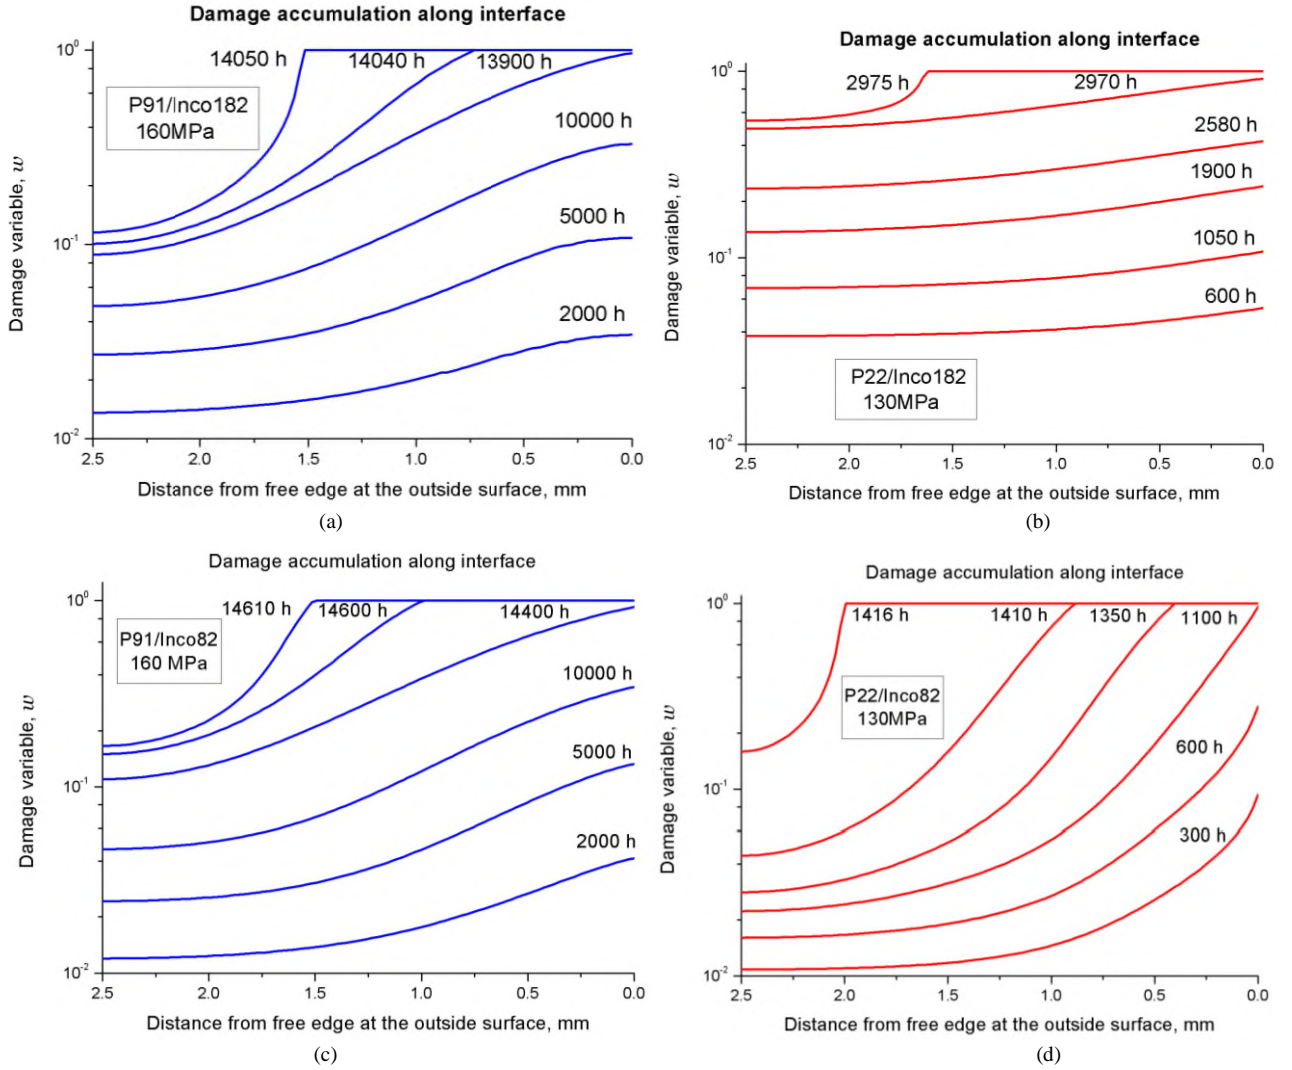 Damage accumulation along interface
Damage variable, w
10⁰
10⁻¹
10⁻²
14050 h
14040 h
13900 h
P91/Inco182
160MPa
10000 h
5000 h
2000 h
2.5 2.0 1.5 1.0 0.5 0.0
Distance from free edge at the outside surface, mm
(a)
Damage accumulation along interface
Damage variable, w
10⁰
10⁻¹
10⁻²
2975 h
2970 h
2580 h
1900 h
1050 h
600 h
P22/Inco182
130MPa
2.5 2.0 1.5 1.0 0.5 0.0
Distance from free edge at the outside surface, mm
(b)
Damage accumulation along interface
Damage variable, w
10⁰
10⁻¹
10⁻²
14610 h
14600 h
14400 h
P91/Inco82
160 MPa
10000 h
5000 h
2000 h
2.5 2.0 1.5 1.0 0.5 0.0
Distance from free edge at the outside surface, mm
(c)
Damage accumulation along interface
Damage variable, w
10⁰
10⁻¹
10⁻²
1416 h
1410 h
1350 h
1100 h
P22/Inco82
130MPa
600 h
300 h
2.5 2.0 1.5 1.0 0.5 0.0
Distance from free edge at the outside surface, mm
(d)